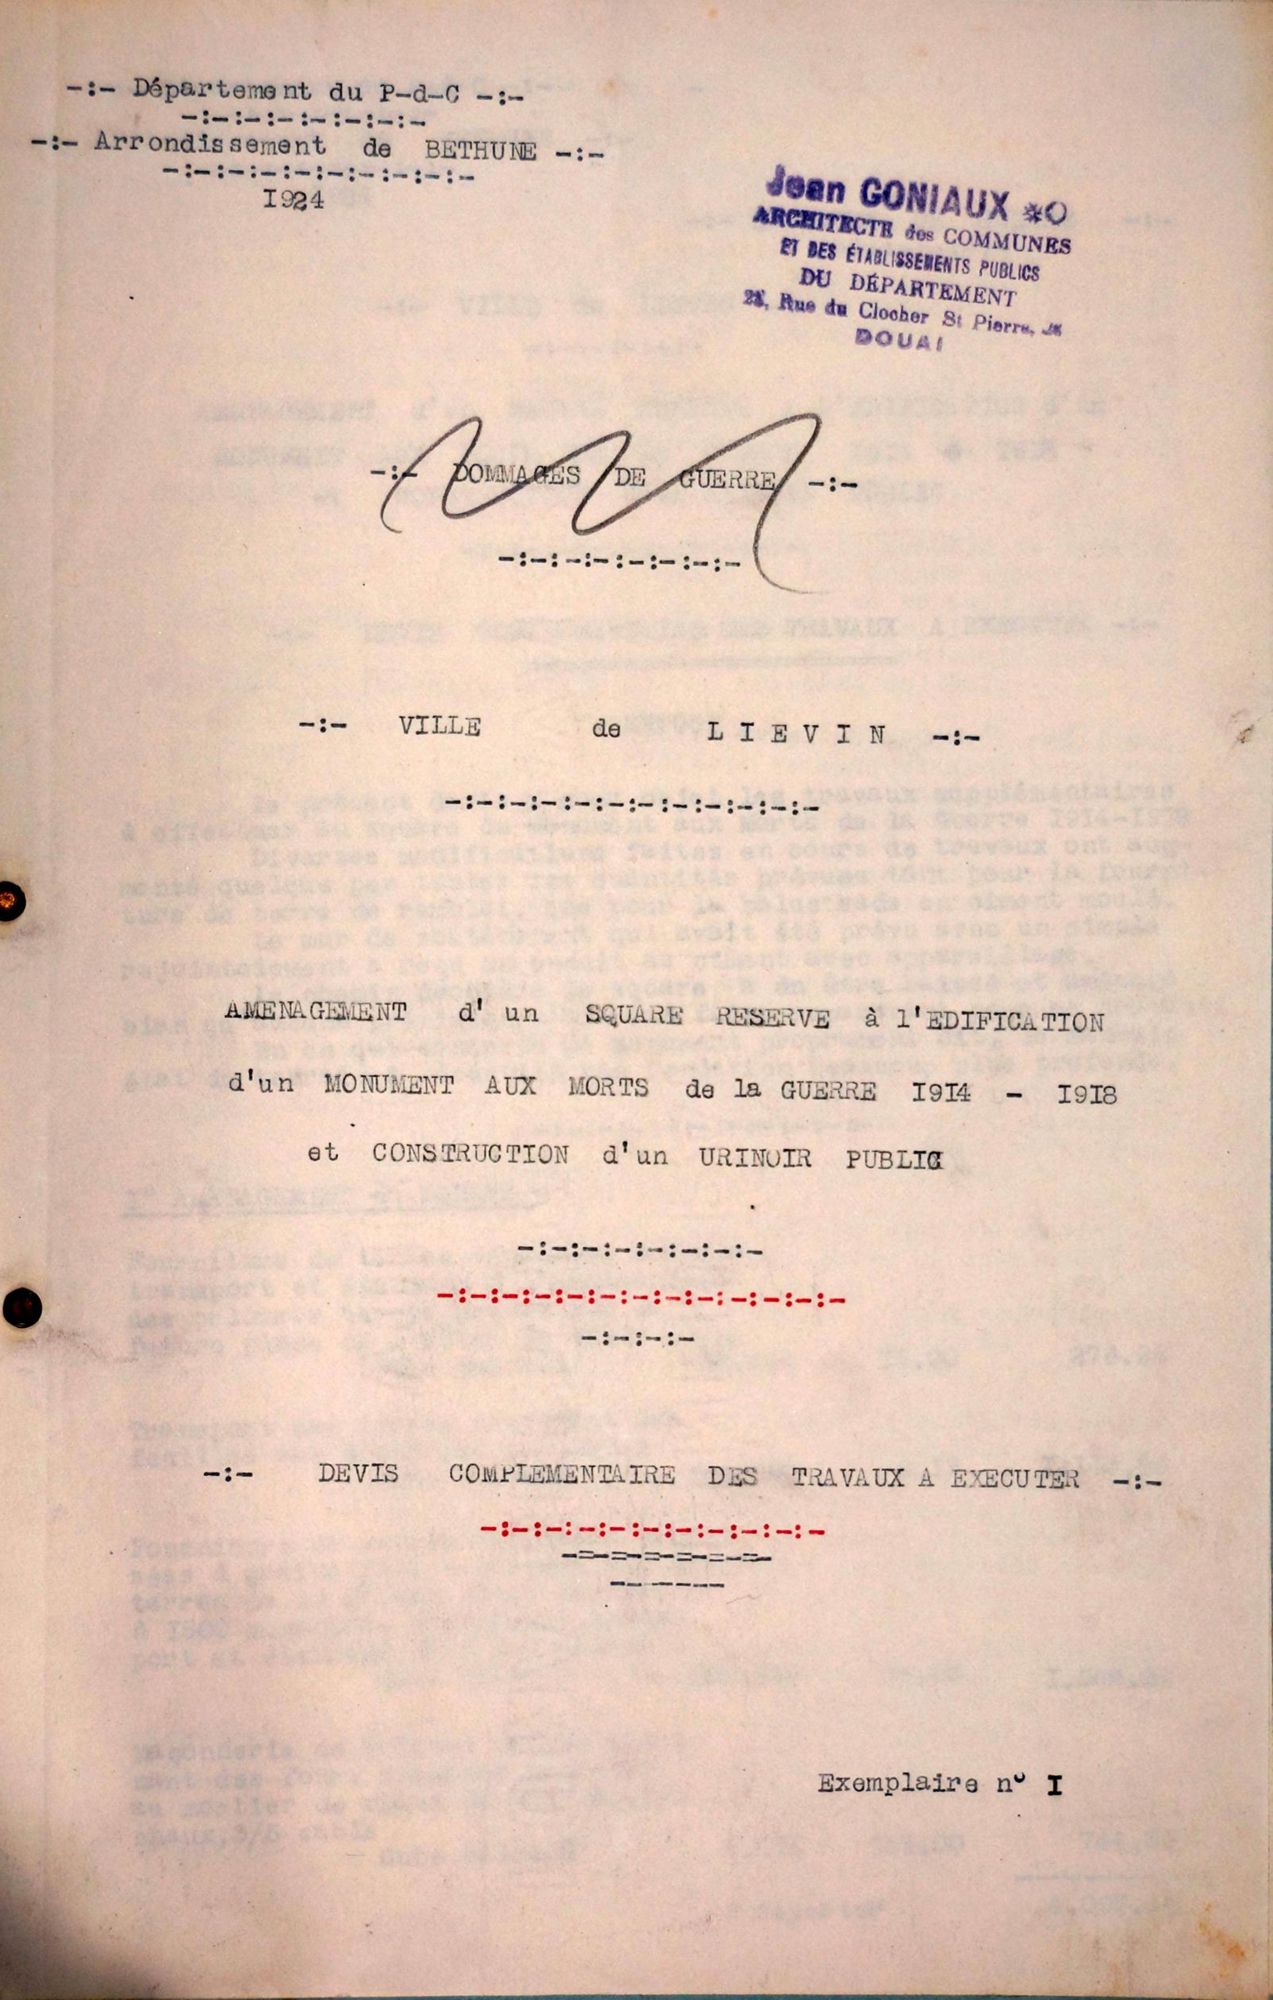 -:- Département du P-d-C -:-
-:-:-:-:-:-:-:-
-:- Arrondissement de BETHUNE -:-
-:-:-:-:-:-:-:-:-:-
I924
Jean GONIAUX
ARCHITECTE des COMMUNES
ET DES ÉTABLISSEMENTS PUBLICS
DU DÉPARTEMENT
Rue du Clocher St Pierre,
DOUAI
-:- DOMMAGES DE GUERRE -:-
-:-:-:-:-:-:-:-
-:- VILLE de LIEVIN -:-
-:-:-:-:-:-:-:-:-:-:-:-
AMENAGEMENT d'un SQUARE RESERVE à l'EDIFICATION
d'un MONUMENT AUX MORTS de la GUERRE I9I4 - I9I8
et CONSTRUCTION d'un URINOIR PUBLIC
-:-:-:-:-:-:-:-
-:-:-:-:-:-:-:-:-:-:-:-:-
-:-:-:-
-:- DEVIS COMPLEMENTAIRE DES TRAVAUX A EXECUTER -:-
-:-:-:-:-:-:-:-:-:-:-
-=-=-=-=-=-=-
-------
Exemplaire n° I